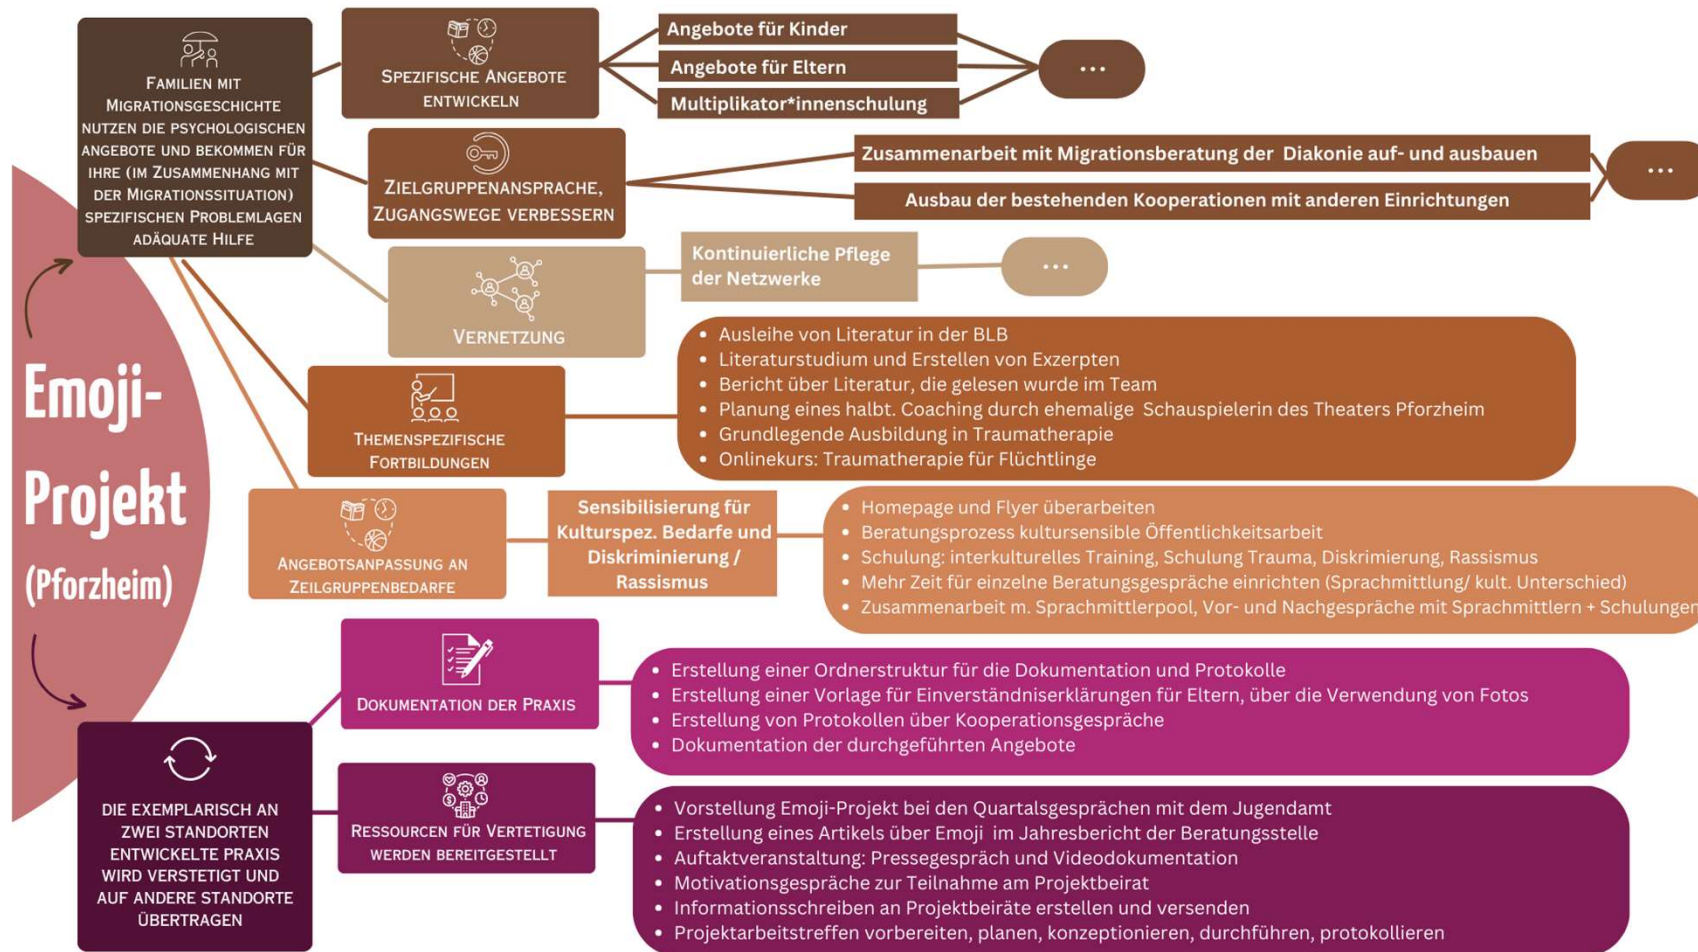 Emoji-
Projekt
(Pforzheim)
FAMILIEN MIT
MIGRATIONSGESCHICHTE
NUTZEN DIE PSYCHOLOGISCHEN
ANGEBOTE UND BEKOMMEN FÜR
IHRE (IM ZUSAMMENHANG MIT
DER MIGRATIONSSITUATION)
SPEZIFISCHEN PROBLEMLAGEN
ADÄQUATE HILFE
SPEZIFISCHE ANGEBOTE
ENTWICKELN
Angebote für Kinder
Angebote für Eltern
Multiplikator*innenschulung
...
ZIELGRUPPENANSPRACHE,
ZUGANGSWEGE VERBESSERN
Zusammenarbeit mit Migrationsberatung der Diakonie auf- und ausbauen
Ausbau der bestehenden Kooperationen mit anderen Einrichtungen
...
VERNETZUNG
Kontinuierliche Pflege
der Netzwerke
...
THEMENSPEZIFISCHE
FORTBILDUNGEN
• Ausleihe von Literatur in der BLB
• Literaturstudium und Erstellen von Exzerpten
• Bericht über Literatur, die gelesen wurde im Team
• Planung eines halbt. Coaching durch ehemalige Schauspielerin des Theaters Pforzheim
• Grundlegende Ausbildung in Traumatherapie
• Onlinekurs: Traumatherapie für Flüchtlinge
ANGEBOTSANPASSUNG AN
ZEILGRUPPENBEDARFE
Sensibilisierung für
Kulturspez. Bedarfe und
Diskriminierung /
Rassismus
• Homepage und Flyer überarbeiten
• Beratungsprozess kultursensible Öffentlichkeitsarbeit
• Schulung: interkulturelles Training, Schulung Trauma, Diskrimierung, Rassismus
• Mehr Zeit für einzelne Beratungsgespräche einrichten (Sprachmittlung/ kult. Unterschied)
• Zusammenarbeit m. Sprachmittlerpool, Vor- und Nachgespräche mit Sprachmittlern + Schulungen
DIE EXEMPLARISCH AN
ZWEI STANDORTEN
ENTWICKELTE PRAXIS
WIRD VERSTETIGT UND
AUF ANDERE STANDORTE
ÜBERTRAGEN
DOKUMENTATION DER PRAXIS
• Erstellung einer Ordnerstruktur für die Dokumentation und Protokolle
• Erstellung einer Vorlage für Einverständniserklärungen für Eltern, über die Verwendung von Fotos
• Erstellung von Protokollen über Kooperationsgespräche
• Dokumentation der durchgeführten Angebote
RESSOURCEN FÜR VERTETIGUNG
WERDEN BEREITGESTELLT
• Vorstellung Emoji-Projekt bei den Quartalsgesprächen mit dem Jugendamt
• Erstellung eines Artikels über Emoji im Jahresbericht der Beratungsstelle
• Auftaktveranstaltung: Pressegespräch und Videodokumentation
• Motivationsgespräche zur Teilnahme am Projektbeirat
• Informationsschreiben an Projektbeiräte erstellen und versenden
• Projektarbeitstreffen vorbereiten, planen, konzeptionieren, durchführen, protokollieren